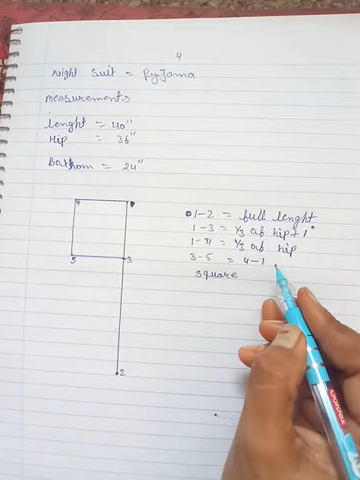 4
Night Suit = Pyjama
measurements
Lenght = 40"
Hip = 36"
Bottom = 24"
1-2 = full lenght
1-3 = 1/3 of hip + 1"
1-4 = 1/3 of hip
3-5 = 4-1
square
4
5
3
2
Goldex